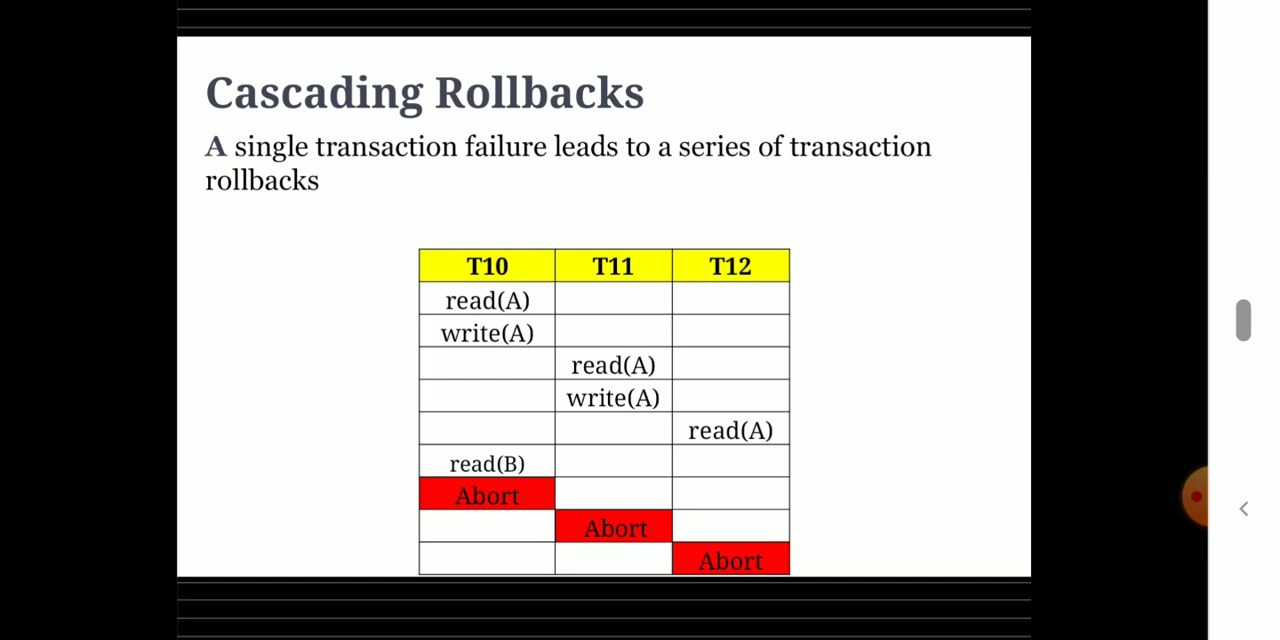 Cascading Rollbacks
A single transaction failure leads to a series of transaction
rollbacks
T10 T11 T12
read(A)
write(A)
read(A)
write(A)
read(A)
read(B)
Abort
Abort
Abort